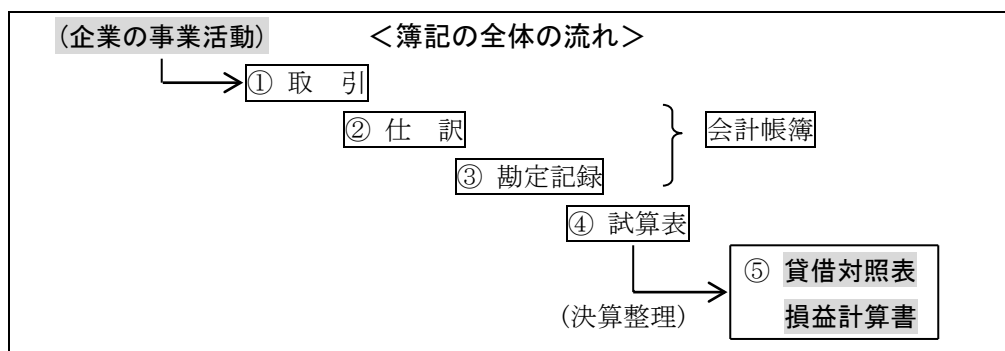 (企業の事業活動) <簿記の全体の流れ>
① 取 引
② 仕 訳 会計帳簿
③ 勘定記録
④ 試算表
⑤ 貸借対照表
(決算整理) 損益計算書